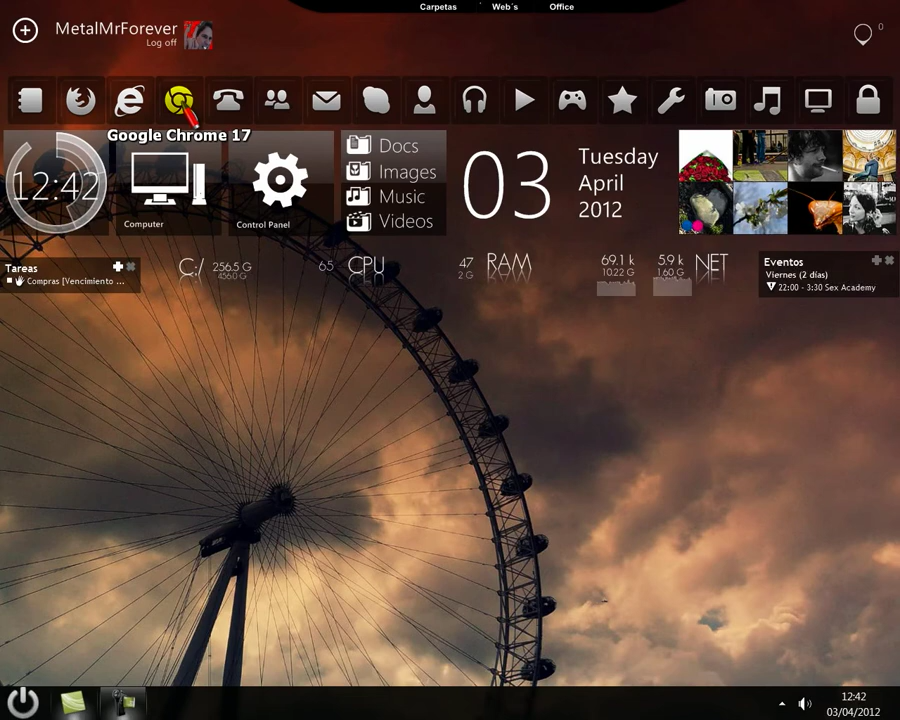 Carpetas Web´s Office
MetalMrForever
Log off
0
Google Chrome 17
12:42
Computer
Control Panel
Docs
Images
Music
Videos
03
Tuesday
April
2012
Tareas
Compras [Vencimiento ...
C:/ 256.5 G
456.0 G
65 CPU
47 RAM
2 G
69.1 k 5.9 k NET
10.22 G 1.60 G
Eventos
Viernes (2 días)
22:00 - 3:30 Sex Academy
12:42
03/04/2012